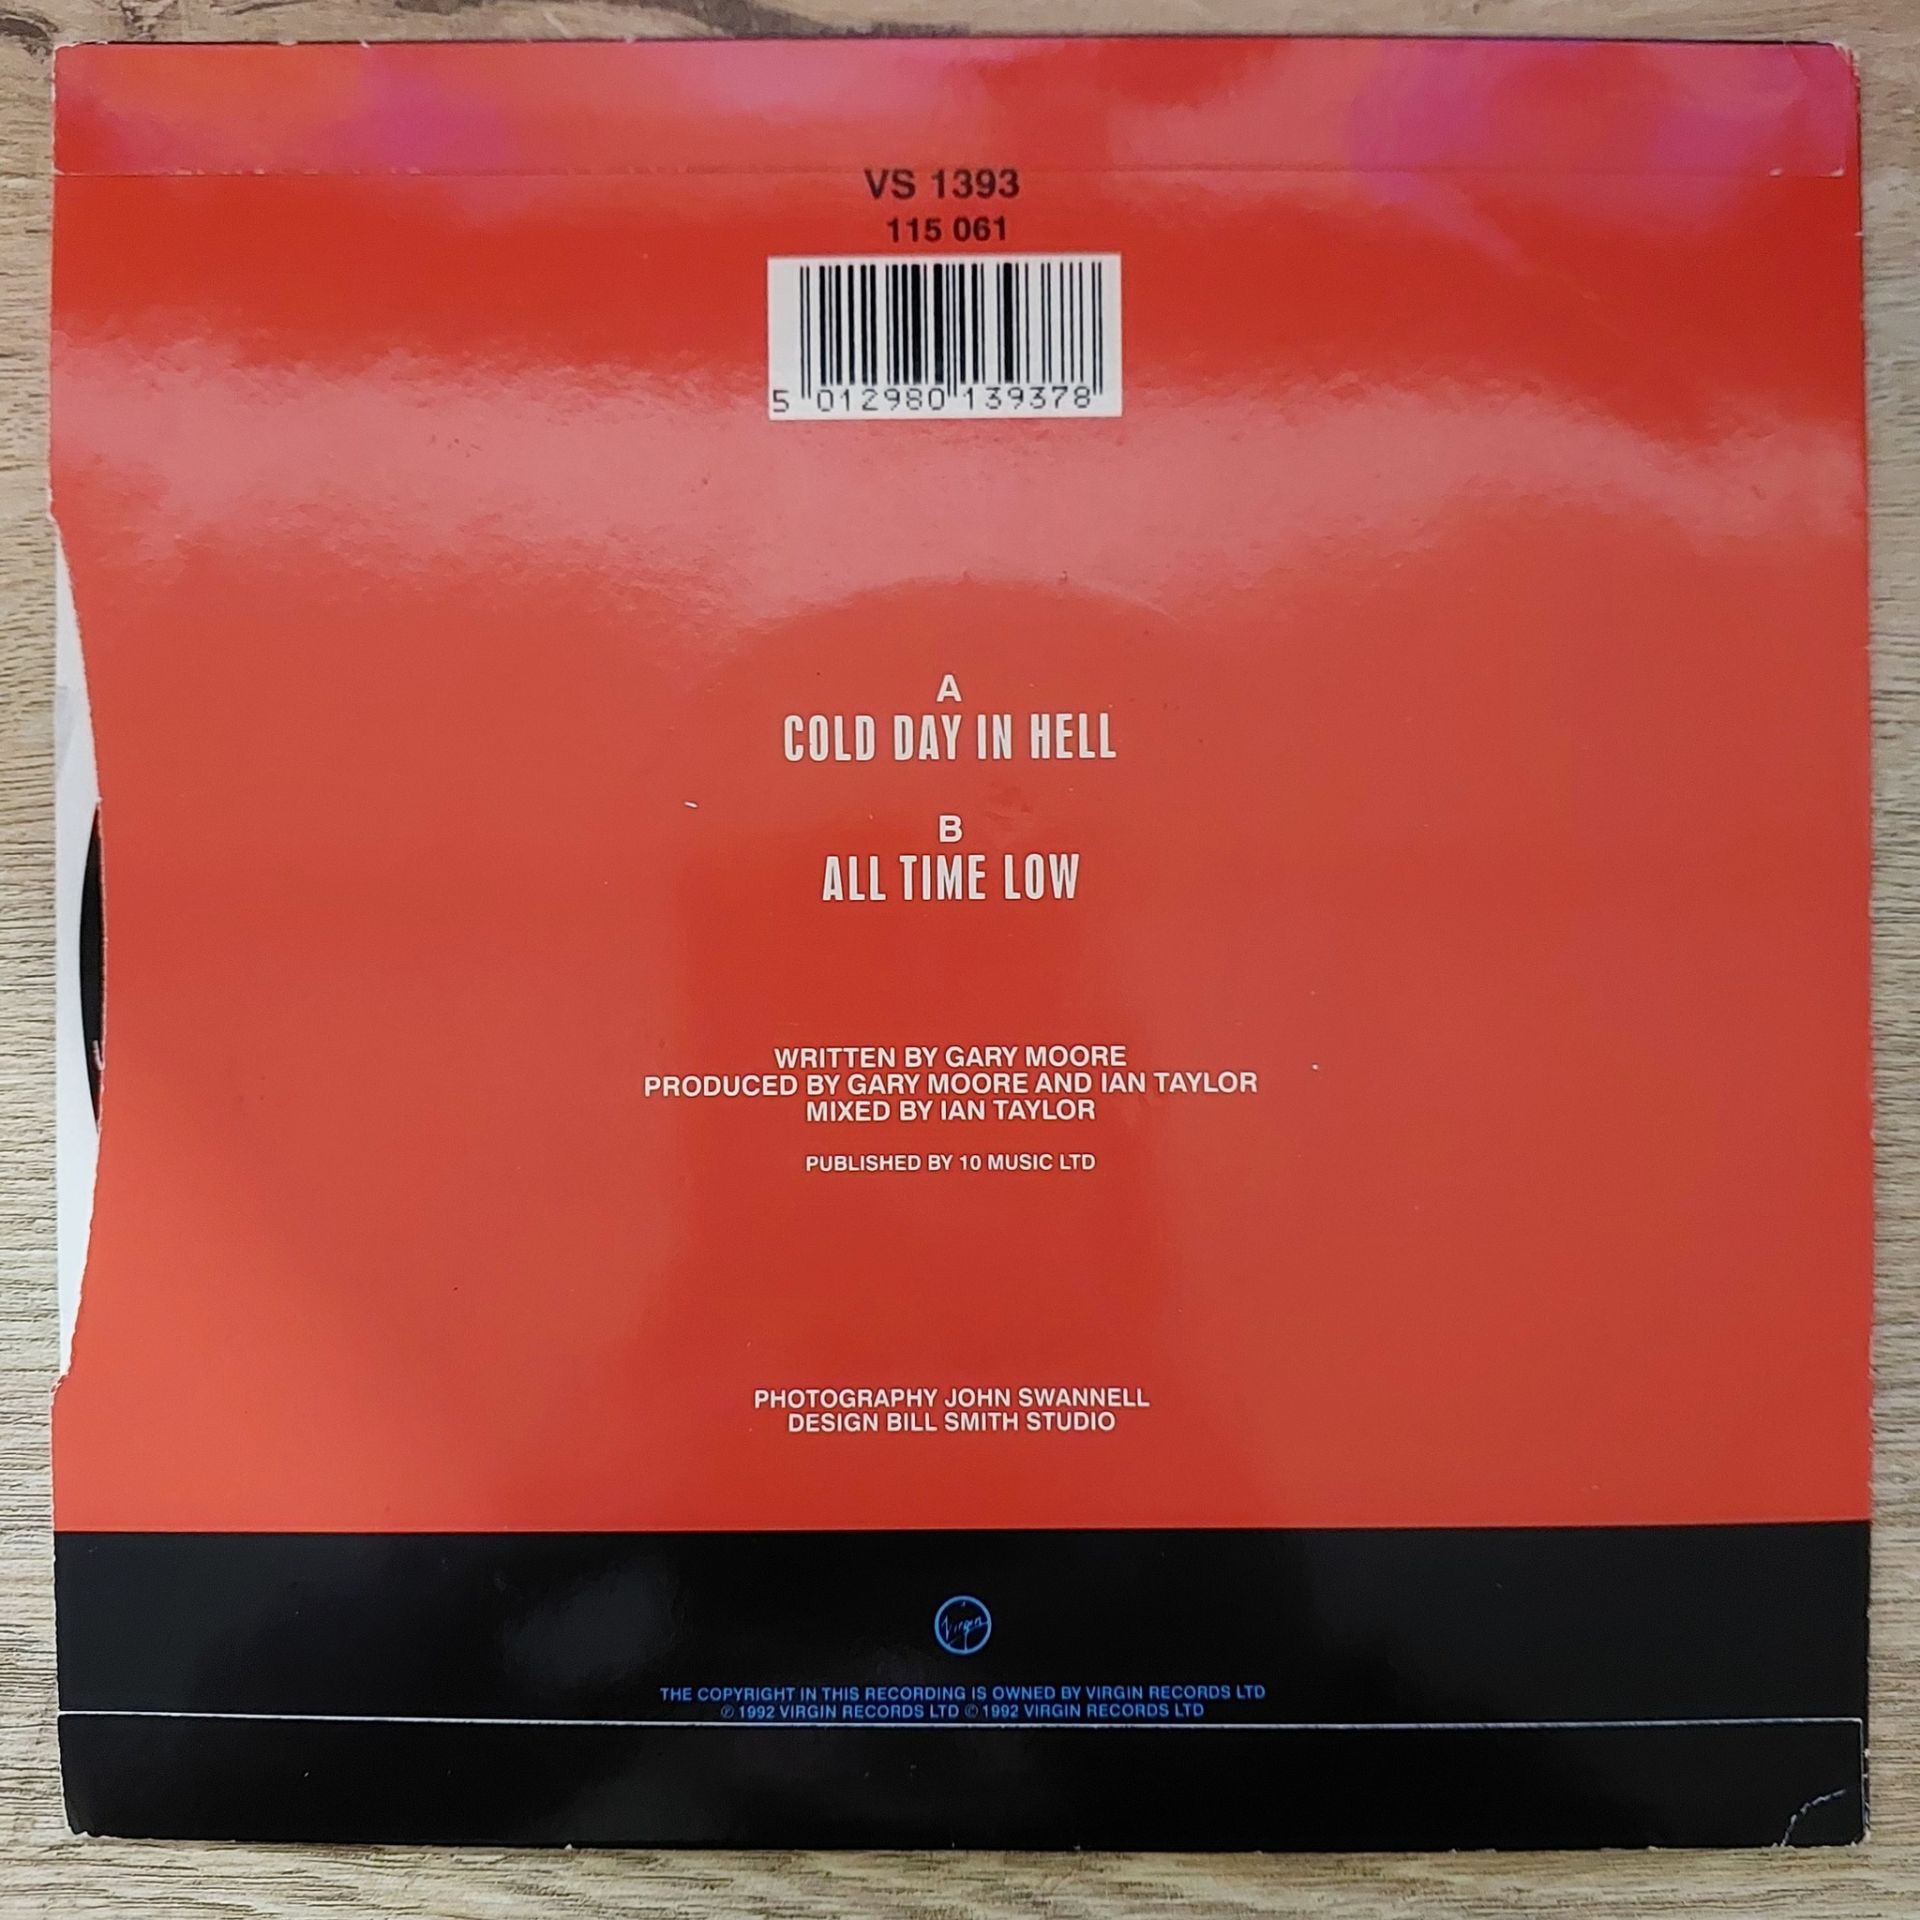 VS 1393
115 061
5 012980 139378
A
COLD DAY IN HELL
B
ALL TIME LOW
WRITTEN BY GARY MOORE
PRODUCED BY GARY MOORE AND IAN TAYLOR
MIXED BY IAN TAYLOR
PUBLISHED BY 10 MUSIC LTD
PHOTOGRAPHY JOHN SWANNELL
DESIGN BILL SMITH STUDIO
Virgin
THE COPYRIGHT IN THIS RECORDING IS OWNED BY VIRGIN RECORDS LTD
℗ 1992 VIRGIN RECORDS LTD © 1992 VIRGIN RECORDS LTD